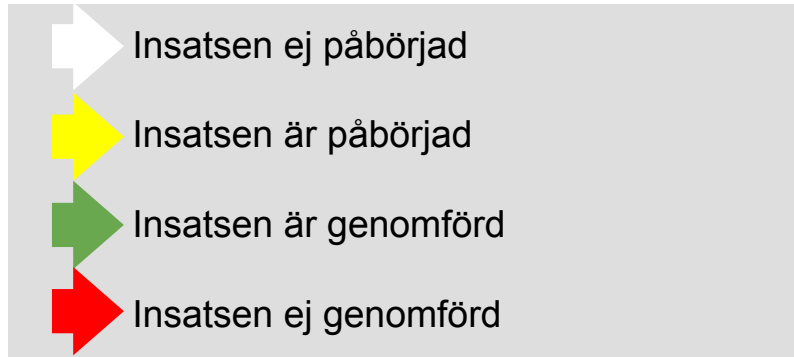 Insatsen ej påbörjad
Insatsen är påbörjad
Insatsen är genomförd
Insatsen ej genomförd